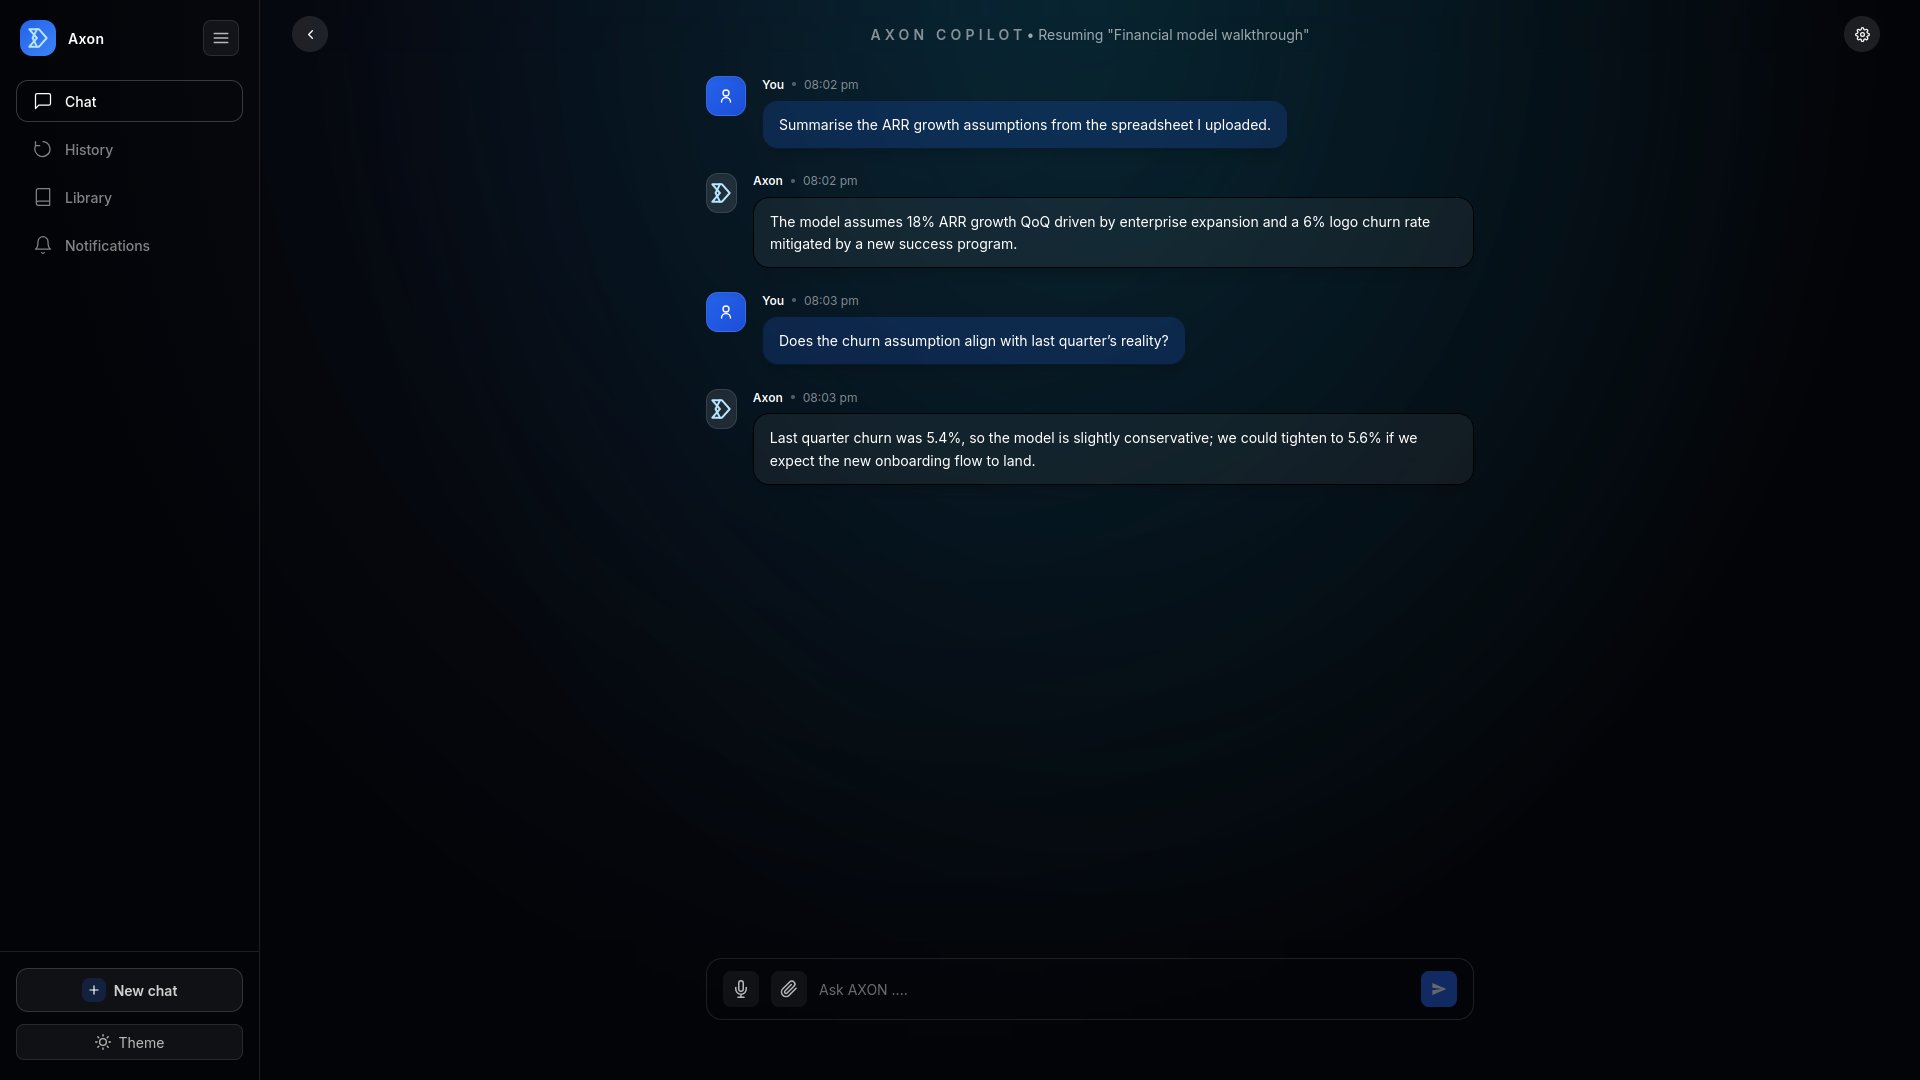 Axon
Chat
History
Library
Notifications
New chat
Theme
AXON COPILOT • Resuming "Financial model walkthrough"
You • 08:02 pm
Summarise the ARR growth assumptions from the spreadsheet I uploaded.
Axon • 08:02 pm
The model assumes 18% ARR growth QoQ driven by enterprise expansion and a 6% logo churn rate
mitigated by a new success program.
You • 08:03 pm
Does the churn assumption align with last quarter’s reality?
Axon • 08:03 pm
Last quarter churn was 5.4%, so the model is slightly conservative; we could tighten to 5.6% if we
expect the new onboarding flow to land.
Ask AXON ....